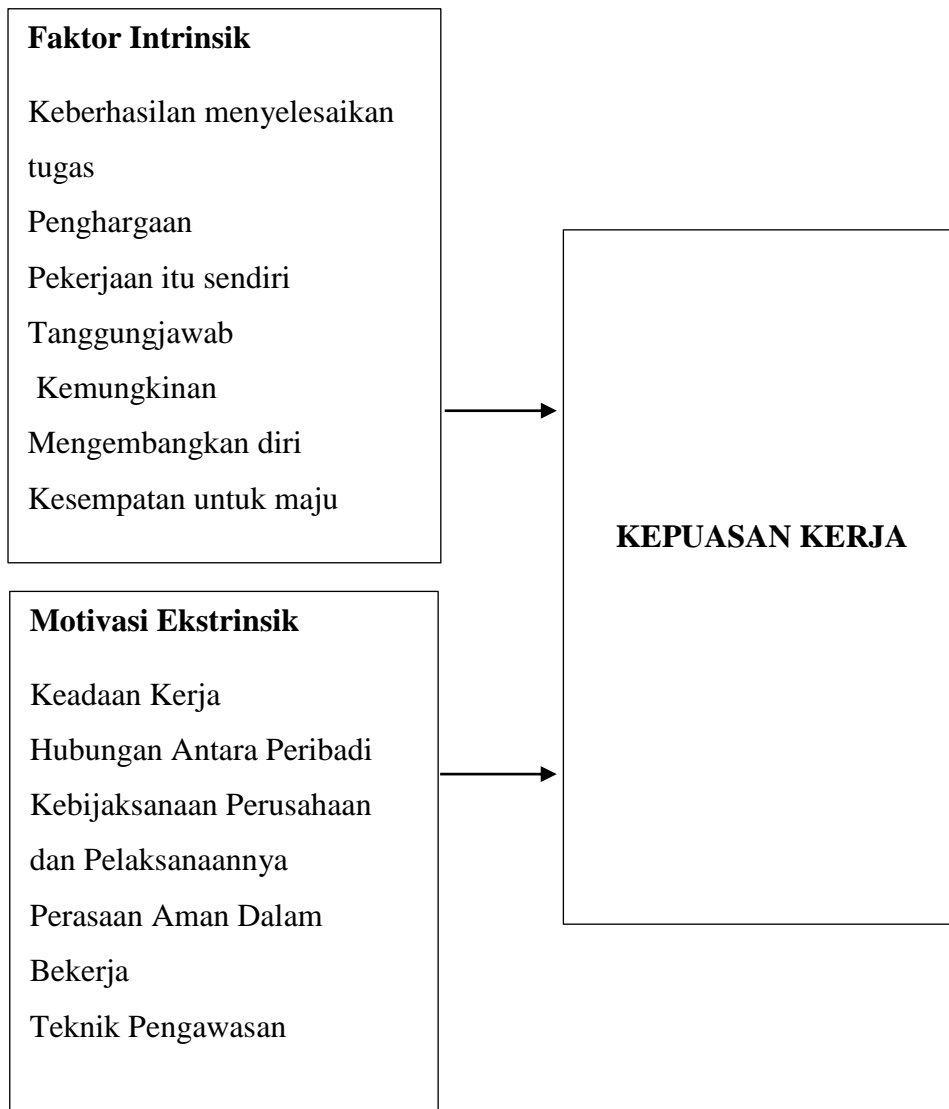 Faktor Intrinsik
Keberhasilan menyelesaikan
tugas
Penghargaan
Pekerjaan itu sendiri
Tanggungjawab
Kemungkinan
Mengembangkan diri
Kesempatan untuk maju
KEPUASAN KERJA
Motivasi Ekstrinsik
Keadaan Kerja
Hubungan Antara Peribadi
Kebijaksanaan Perusahaan
dan Pelaksanaannya
Perasaan Aman Dalam
Bekerja
Teknik Pengawasan